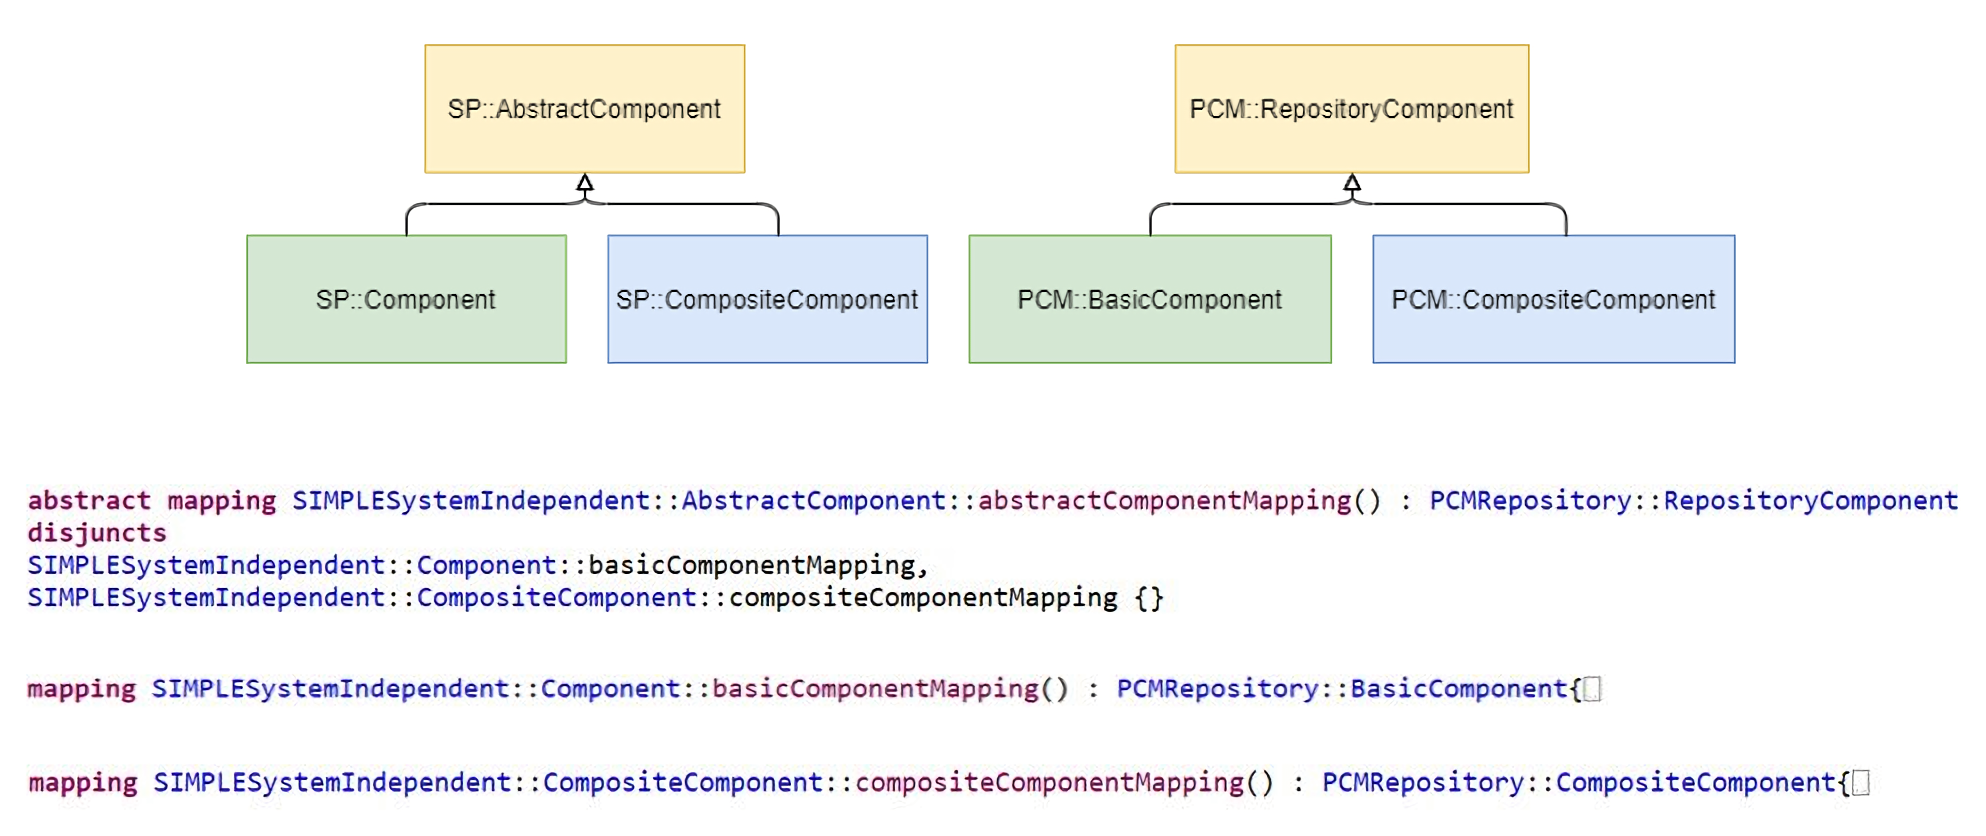 SP::AbstractComponent
PCM::RepositoryComponent
SP::Component
SP::CompositeComponent
PCM::BasicComponent
PCM::CompositeComponent
abstract mapping SIMPLESystemIndependent::AbstractComponent::abstractComponentMapping() : PCMRepository::RepositoryComponent
disjuncts
SIMPLESystemIndependent::Component::basicComponentMapping,
SIMPLESystemIndependent::CompositeComponent::compositeComponentMapping {}
mapping SIMPLESystemIndependent::Component::basicComponentMapping() : PCMRepository::BasicComponent{
mapping SIMPLESystemIndependent::CompositeComponent::compositeComponentMapping() : PCMRepository::CompositeComponent{